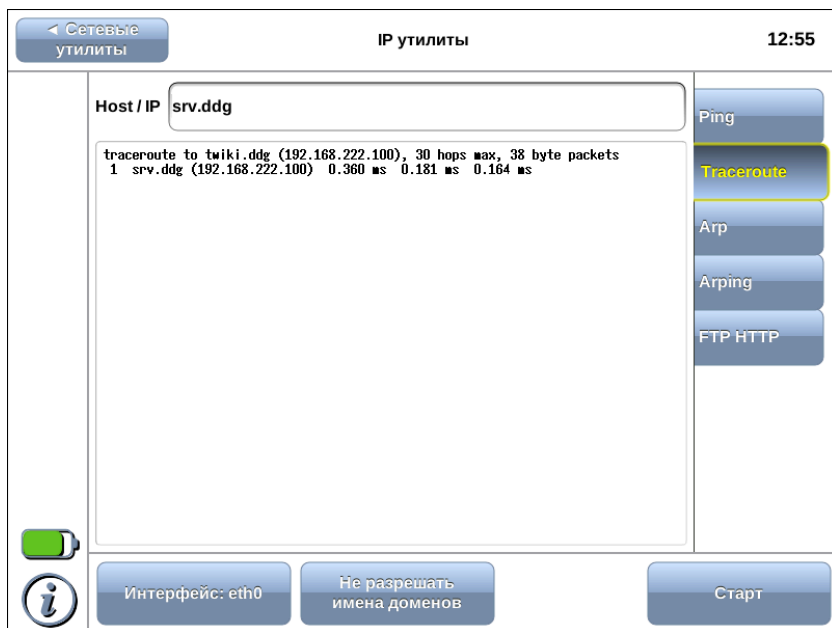 ◄ Сетевые
утилиты
IP утилиты
12:55
Host / IP
srv.ddg
traceroute to twiki.ddg (192.168.222.100), 30 hops max, 38 byte packets
1 srv.ddg (192.168.222.100) 0.360 ms 0.181 ms 0.164 ms
Ping
Traceroute
Arp
Arping
FTP HTTP
i
Интерфейс: eth0
Не разрешать
имена доменов
Старт